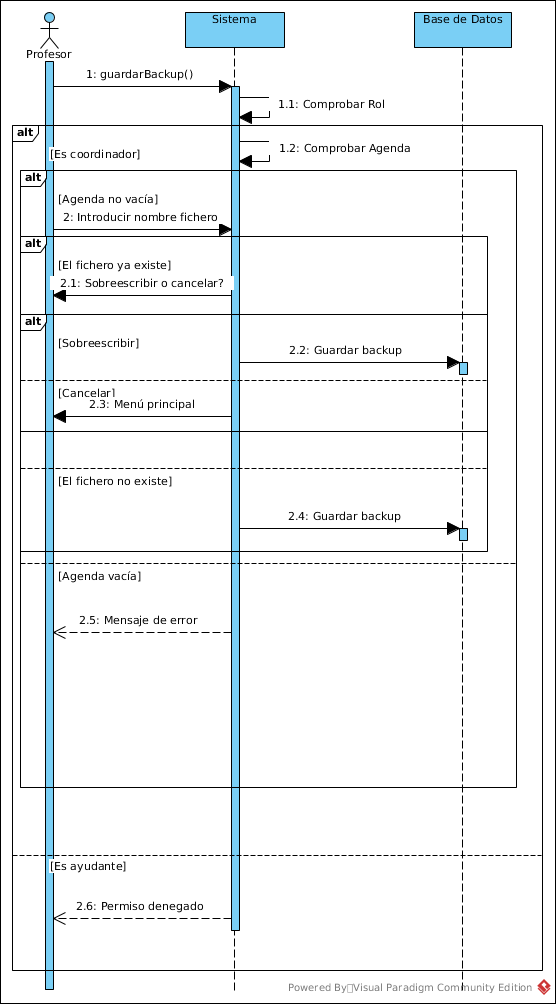 Sistema
Base de Datos
Profesor
1: guardarBackup()
1.1: Comprobar Rol
alt
1.2: Comprobar Agenda
[Es coordinador]
alt
[Agenda no vacía]
2: Introducir nombre fichero
alt
[El fichero ya existe]
2.1: Sobreescribir o cancelar?
alt
[Sobreescribir]
2.2: Guardar backup
[Cancelar]
2.3: Menú principal
[El fichero no existe]
2.4: Guardar backup
[Agenda vacía]
2.5: Mensaje de error
[Es ayudante]
2.6: Permiso denegado
Powered By Visual Paradigm Community Edition